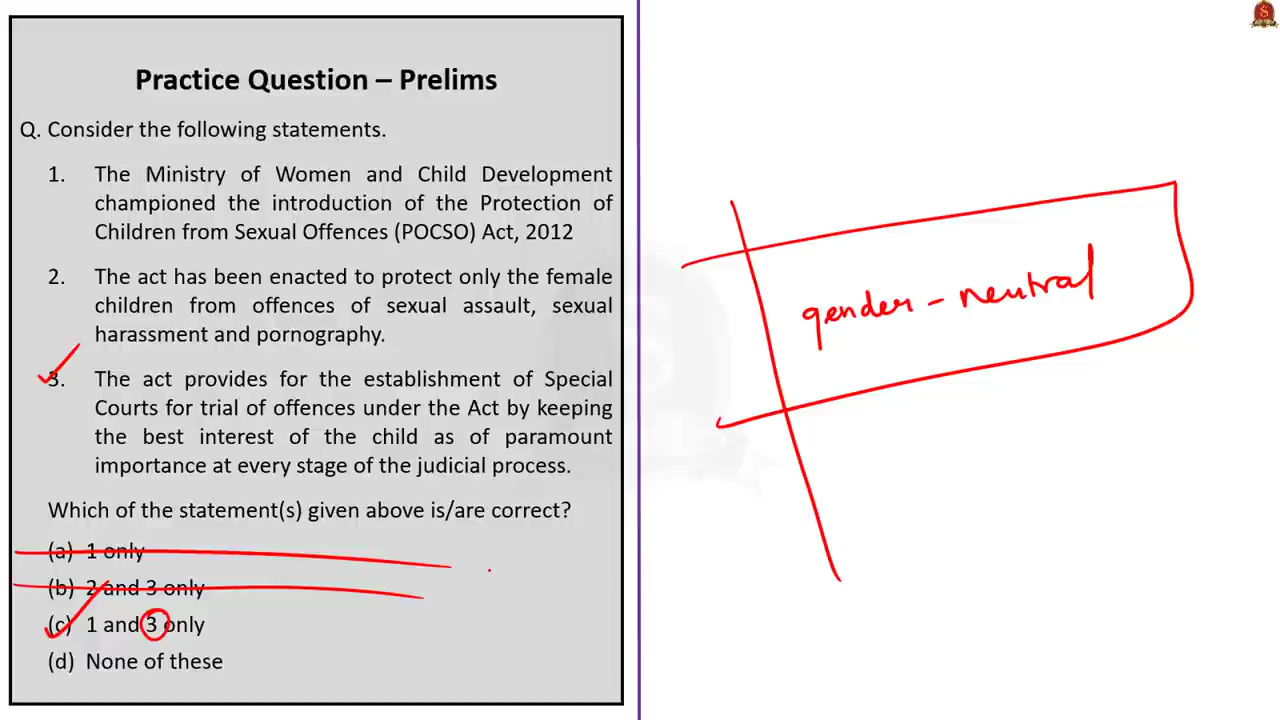 Practice Question – Prelims
Q. Consider the following statements.
1. The Ministry of Women and Child Development
championed the introduction of the Protection of
Children from Sexual Offences (POCSO) Act, 2012
2. The act has been enacted to protect only the female
children from offences of sexual assault, sexual
harassment and pornography.
3. The act provides for the establishment of Special
Courts for trial of offences under the Act by keeping
the best interest of the child as of paramount
importance at every stage of the judicial process.
Which of the statement(s) given above is/are correct?
(a) 1 only
(b) 2 and 3 only
(c) 1 and 3 only
(d) None of these
gender - neutral